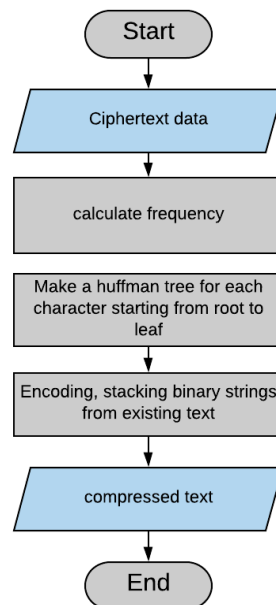 Start
Ciphertext data
calculate frequency
Make a huffman tree for each
character starting from root to
leaf
Encoding, stacking binary strings
from existing text
compressed text
End